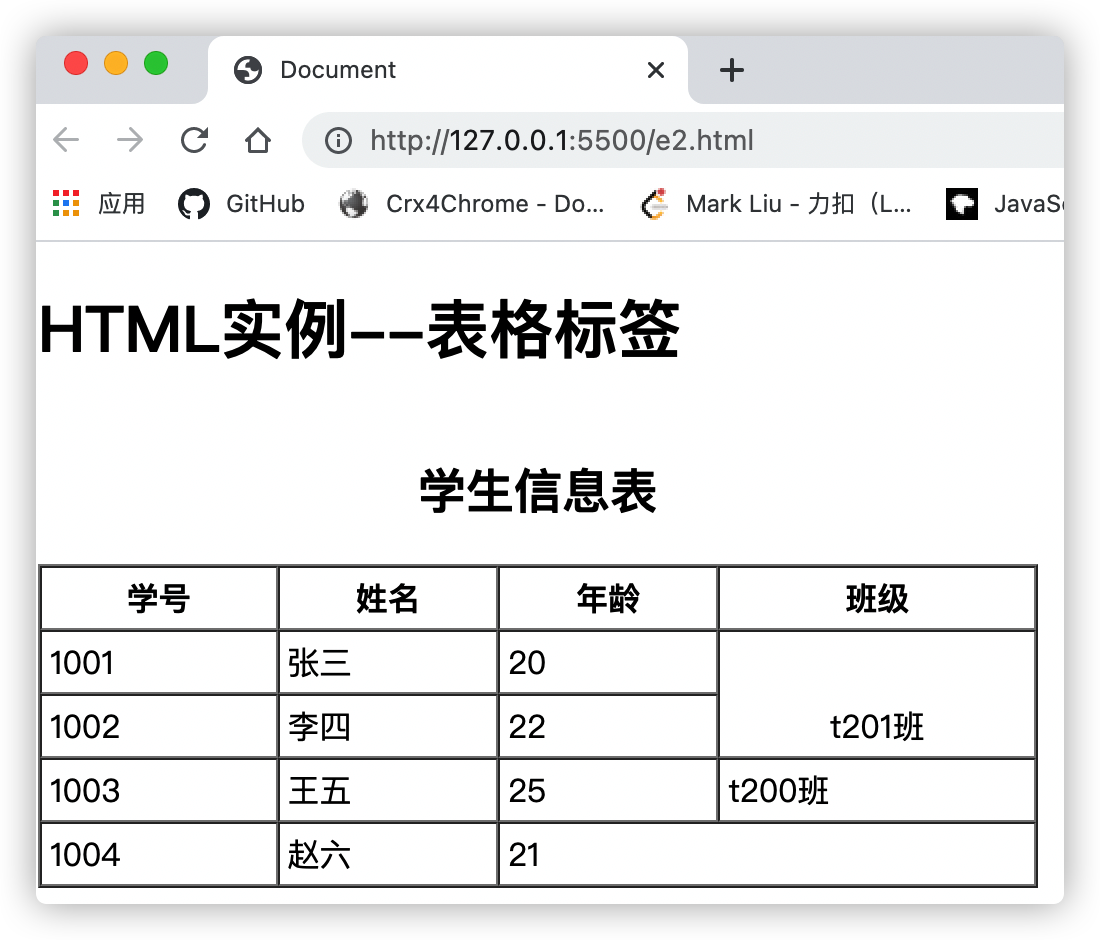 Document
http://127.0.0.1:5500/e2.html
应用 GitHub Crx4Chrome - Do... Mark Liu - 力扣（L... JavaSc
HTML实例--表格标签
学生信息表
学号 姓名 年龄 班级
1001 张三 20
1002 李四 22 t201班
1003 王五 25 t200班
1004 赵六 21